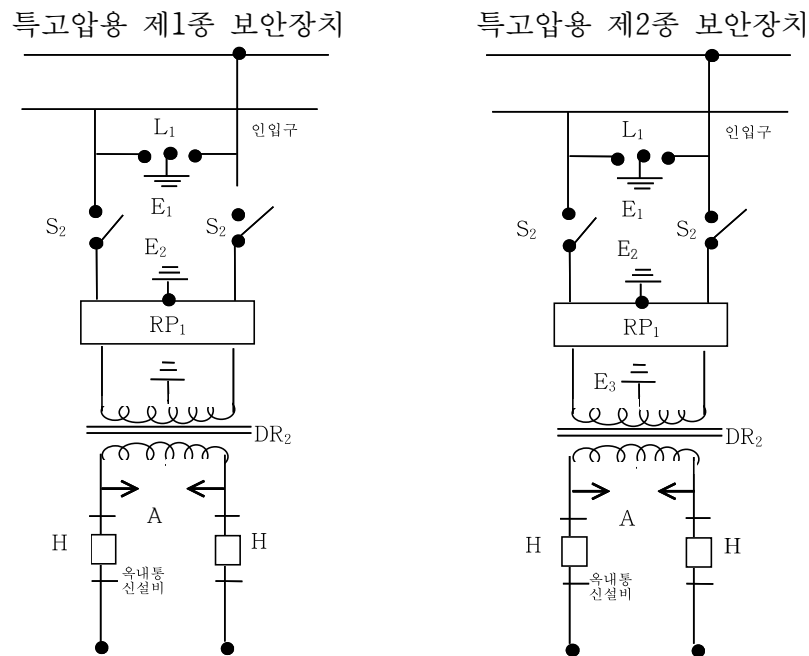 특고압용 제1종 보안장치
L₁
인입구
E₁
S₂
S₂
E₂
RP₁
DR₂
A
H
H
옥내통
신설비
특고압용 제2종 보안장치
L₁
인입구
E₁
S₂
S₂
E₂
RP₁
E₃
DR₂
A
H
H
옥내통
신설비